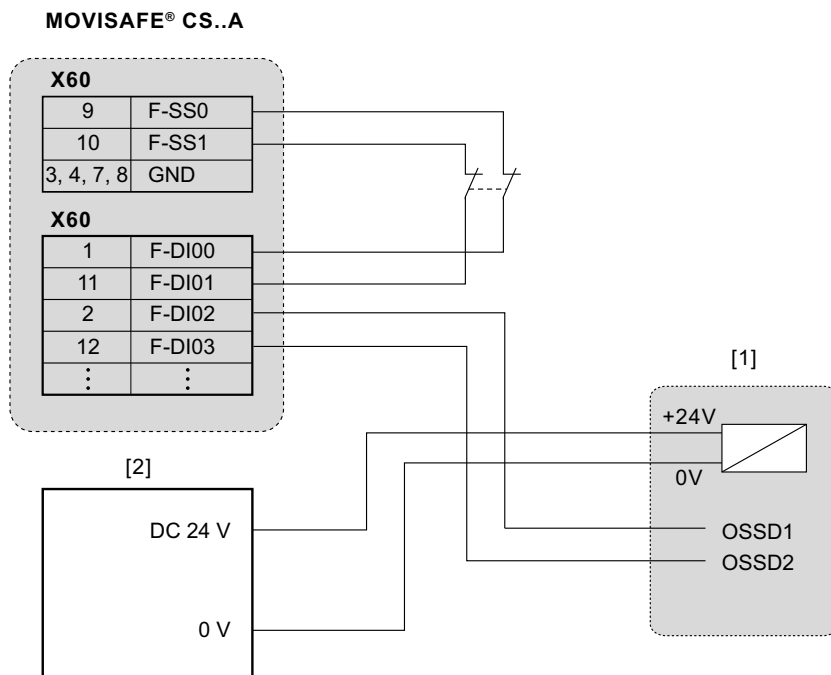 MOVISAFE® CS..A
X60
9 F-SS0
10 F-SS1
3, 4, 7, 8 GND
X60
1 F-DI00
11 F-DI01
2 F-DI02
12 F-DI03
⋮ ⋮
[1]
+24V
0V
OSSD1
OSSD2
[2]
DC 24 V
0 V